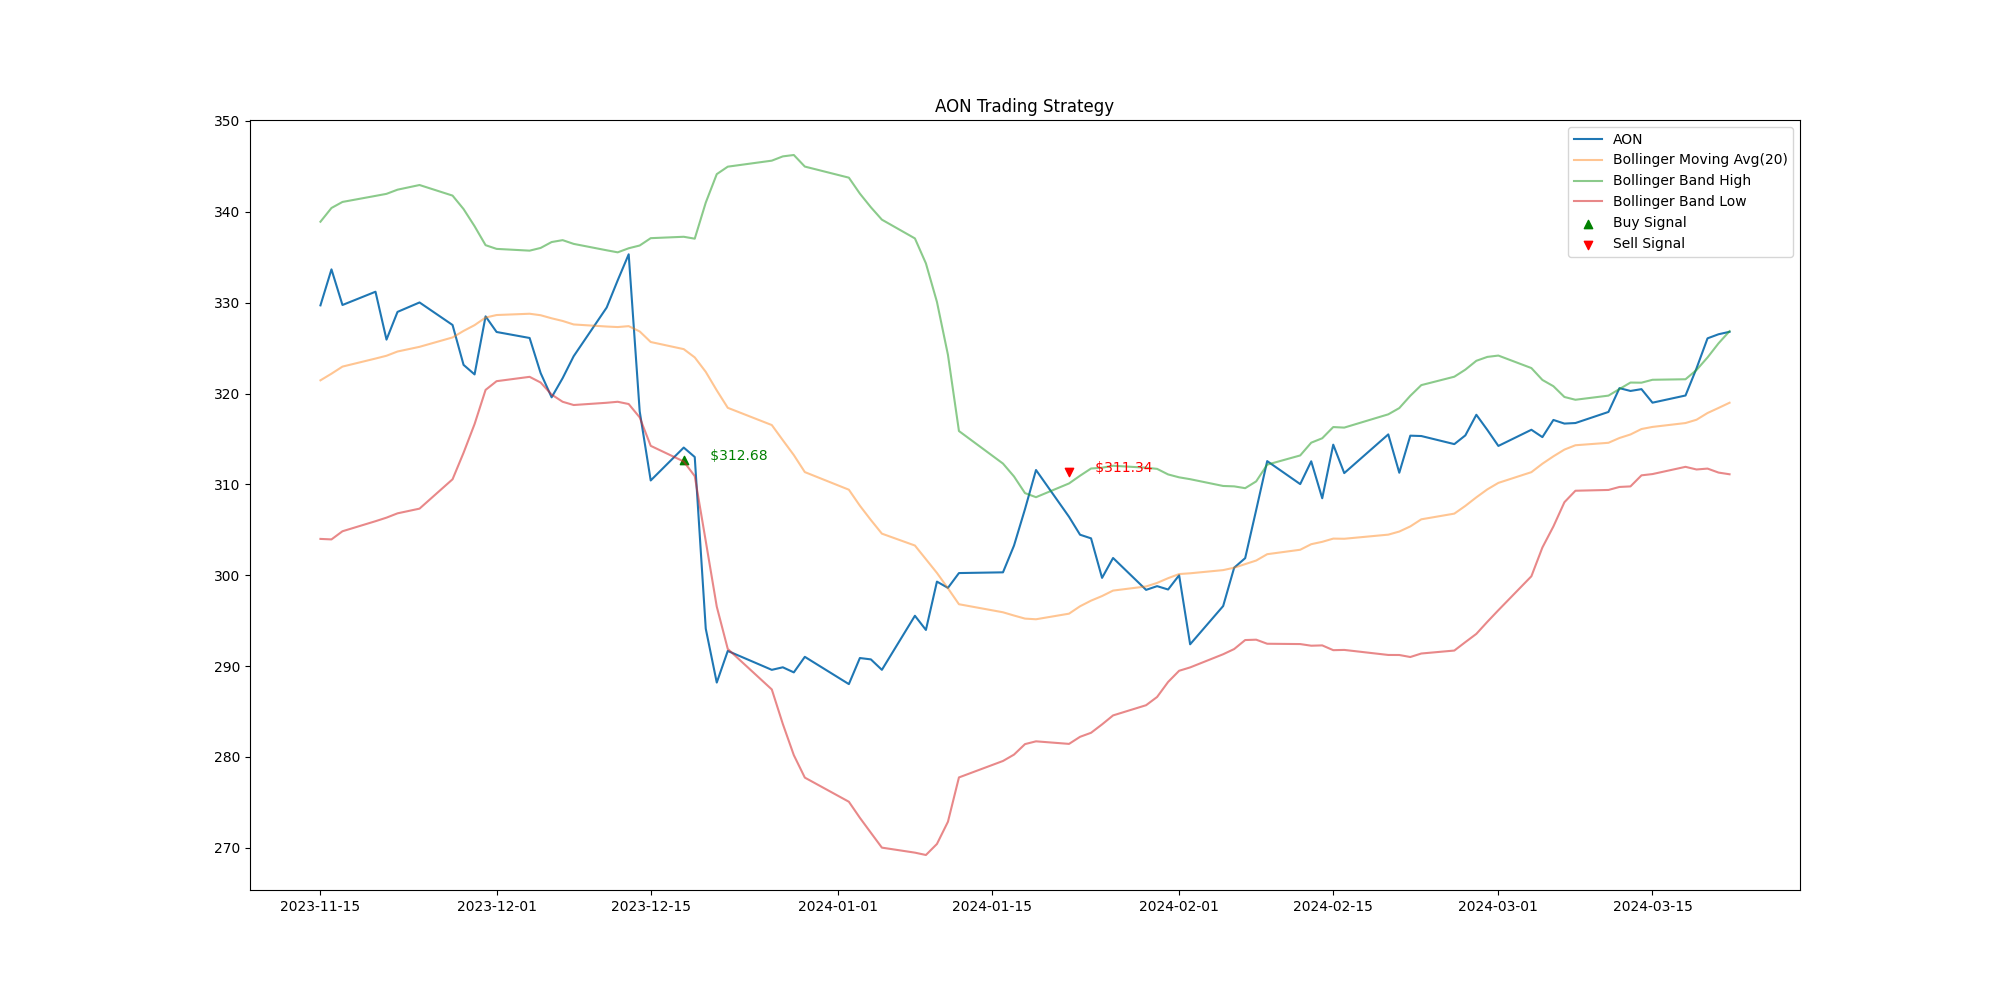 AON Trading Strategy
350
340
330
320
310
300
290
280
270
AON
Bollinger Moving Avg(20)
Bollinger Band High
Bollinger Band Low
Buy Signal
Sell Signal
$312.68
$311.34
2023-11-15
2023-12-01
2023-12-15
2024-01-01
2024-01-15
2024-02-01
2024-02-15
2024-03-01
2024-03-15